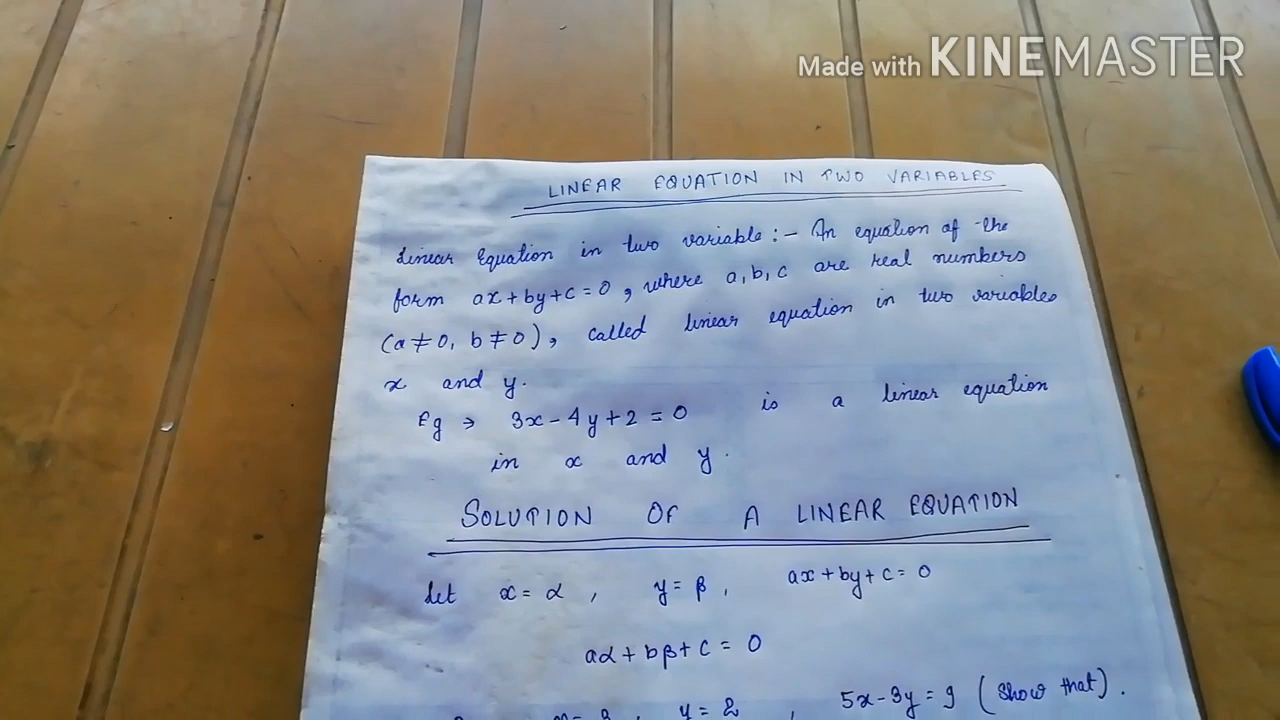 Made with KINEMASTER
LINEAR EQUATION IN TWO VARIABLES
Linear Equation in two variable :- An equation of the
form ax+by+c=0, where a,b,c are real numbers
(a≠0, b≠0), called linear equation in two variables
x and y.
Eg → 3x-4y+2=0 is a linear equation
in x and y.
SOLUTION OF A LINEAR EQUATION
Let x=α, y=β, ax+by+c=0
aα+bβ+c=0
y=2, 5x-3y=9 (Show that).